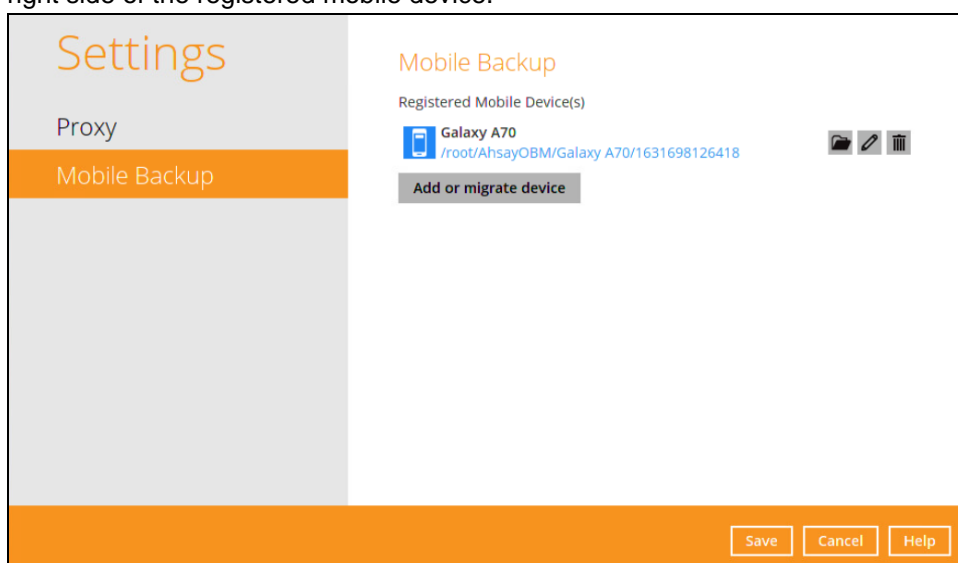 right side of the registered mobile device.
Settings
Proxy
Mobile Backup
Mobile Backup
Registered Mobile Device(s)
Galaxy A70
/root/AhsayOBM/Galaxy A70/1631698126418
Add or migrate device
Save Cancel Help